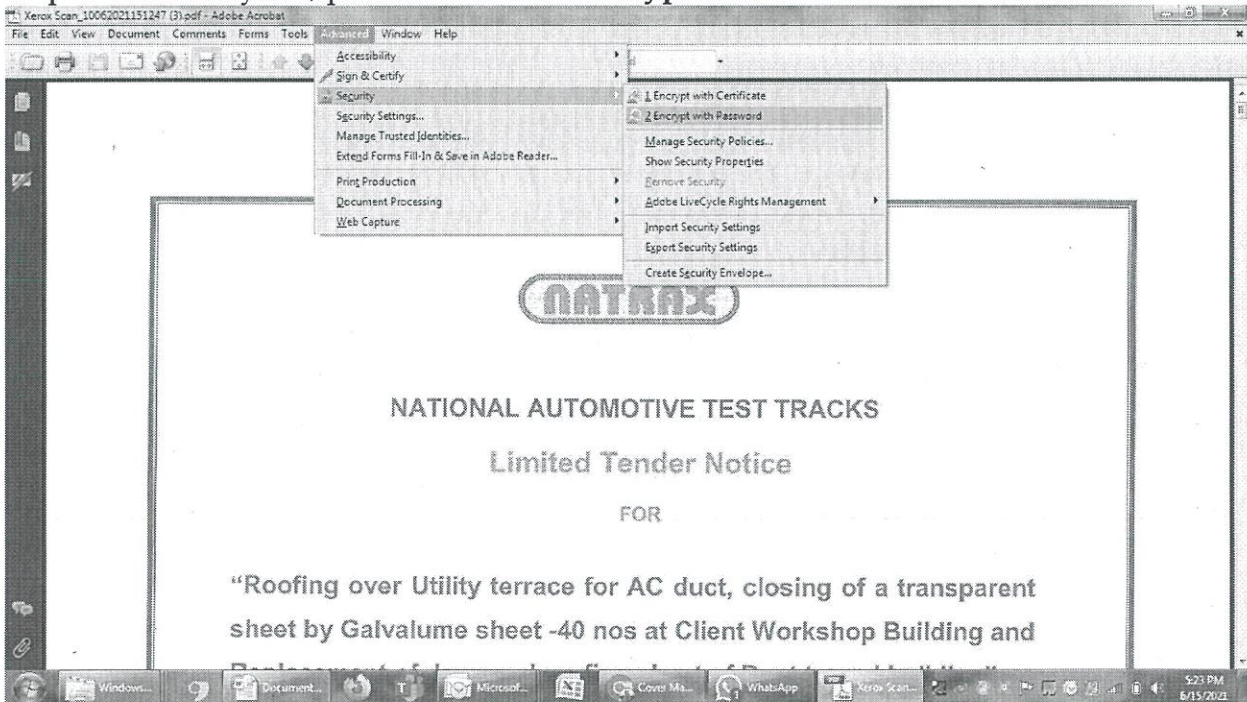 Xerox Scan_10062021151247 (3).pdf - Adobe Acrobat
File Edit View Document Comments Forms Tools Advanced Window Help
Accessibility
Sign & Certify
Security
Security Settings...
Manage Trusted Identities...
Extend Forms Fill-In & Save in Adobe Reader...
Print Production
Document Processing
Web Capture
1 Encrypt with Certificate
2 Encrypt with Password
Manage Security Policies...
Show Security Properties
Remove Security
Adobe LiveCycle Rights Management
Import Security Settings
Export Security Settings
Create Security Envelope...
NATRAX
NATIONAL AUTOMOTIVE TEST TRACKS
Limited Tender Notice
FOR
“Roofing over Utility terrace for AC duct, closing of a transparent
sheet by Galvalume sheet -40 nos at Client Workshop Building and
Windows... Document... Microsof... Cover Ma... WhatsApp Xerox Scan...
5:23 PM
6/15/2021